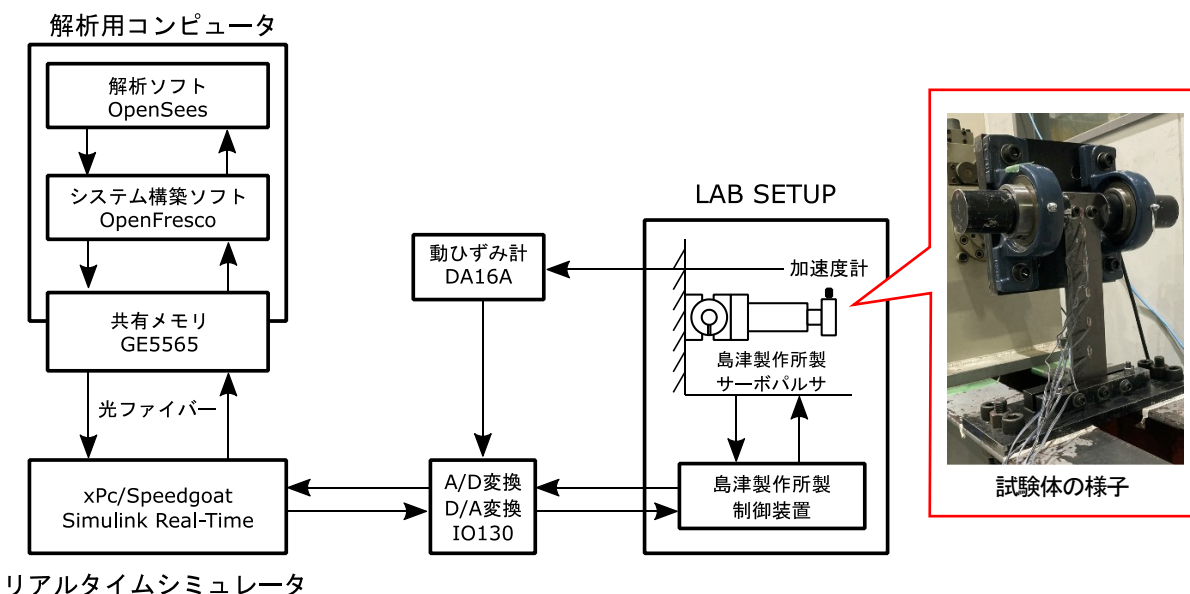 解析用コンピュータ
解析ソフト
OpenSees
システム構築ソフト
OpenFresco
共有メモリ
GE5565
光ファイバー
xPc/Speedgoat
Simulink Real-Time
リアルタイムシミュレータ
動ひずみ計
DA16A
A/D変換
D/A変換
IO130
LAB SETUP
加速度計
島津製作所製
サーボパルサ
島津製作所製
制御装置
試験体の様子